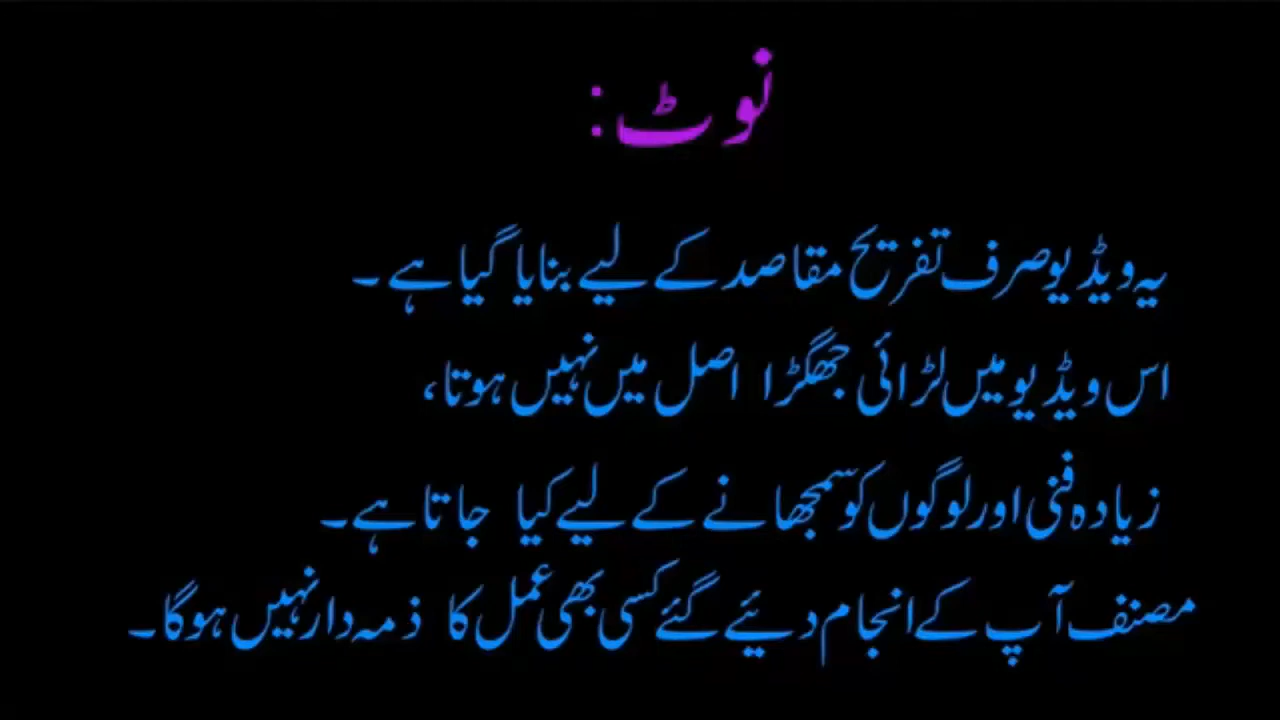 نوٹ:
یہ ویڈیو صرف تفریح مقاصد کے لیے بنایا گیا ہے۔
اس ویڈیو میں لڑائی جھگڑا اصل میں نہیں ہوتا،
زیادہ فنی اور لوگوں کو سمجھانے کے لیے کیا جاتا ہے۔
مصنف آپ کے انجام دیئے گئے کسی بھی عمل کا ذمہ دار نہیں ہوگا۔